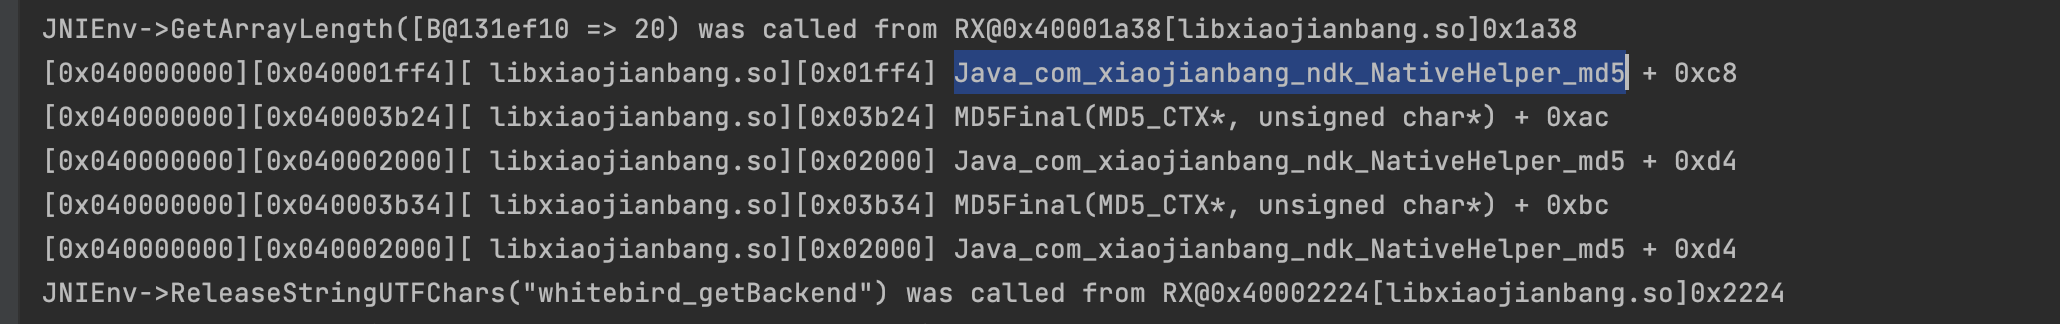 JNIEnv->GetArrayLength([B@131ef10 => 20) was called from RX@0x40001a38[libxiaojianbang.so]0x1a38
[0x040000000][0x040001ff4][ libxiaojianbang.so][0x01ff4] Java_com_xiaojianbang_ndk_NativeHelper_md5 + 0xc8
[0x040000000][0x040003b24][ libxiaojianbang.so][0x03b24] MD5Final(MD5_CTX*, unsigned char*) + 0xac
[0x040000000][0x040002000][ libxiaojianbang.so][0x02000] Java_com_xiaojianbang_ndk_NativeHelper_md5 + 0xd4
[0x040000000][0x040003b34][ libxiaojianbang.so][0x03b34] MD5Final(MD5_CTX*, unsigned char*) + 0xbc
[0x040000000][0x040002000][ libxiaojianbang.so][0x02000] Java_com_xiaojianbang_ndk_NativeHelper_md5 + 0xd4
JNIEnv->ReleaseStringUTFChars("whitebird_getBackend") was called from RX@0x40002224[libxiaojianbang.so]0x2224